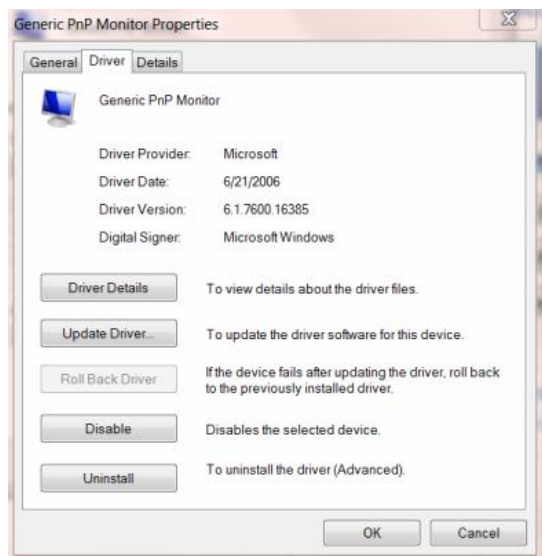 Generic PnP Monitor Properties
General Driver Details
Generic PnP Monitor
Driver Provider: Microsoft
Driver Date: 6/21/2006
Driver Version: 6.1.7600.16385
Digital Signer: Microsoft Windows
Driver Details To view details about the driver files.
Update Driver... To update the driver software for this device.
Roll Back Driver If the device fails after updating the driver, roll back
to the previously installed driver.
Disable Disables the selected device.
Uninstall To uninstall the driver (Advanced).
OK Cancel